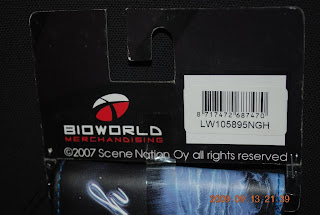 BIOWORLD
MERCHANDISING
©2007 Scene Nation Oy all rights reserved
8 717472 687470
LW105895NGH